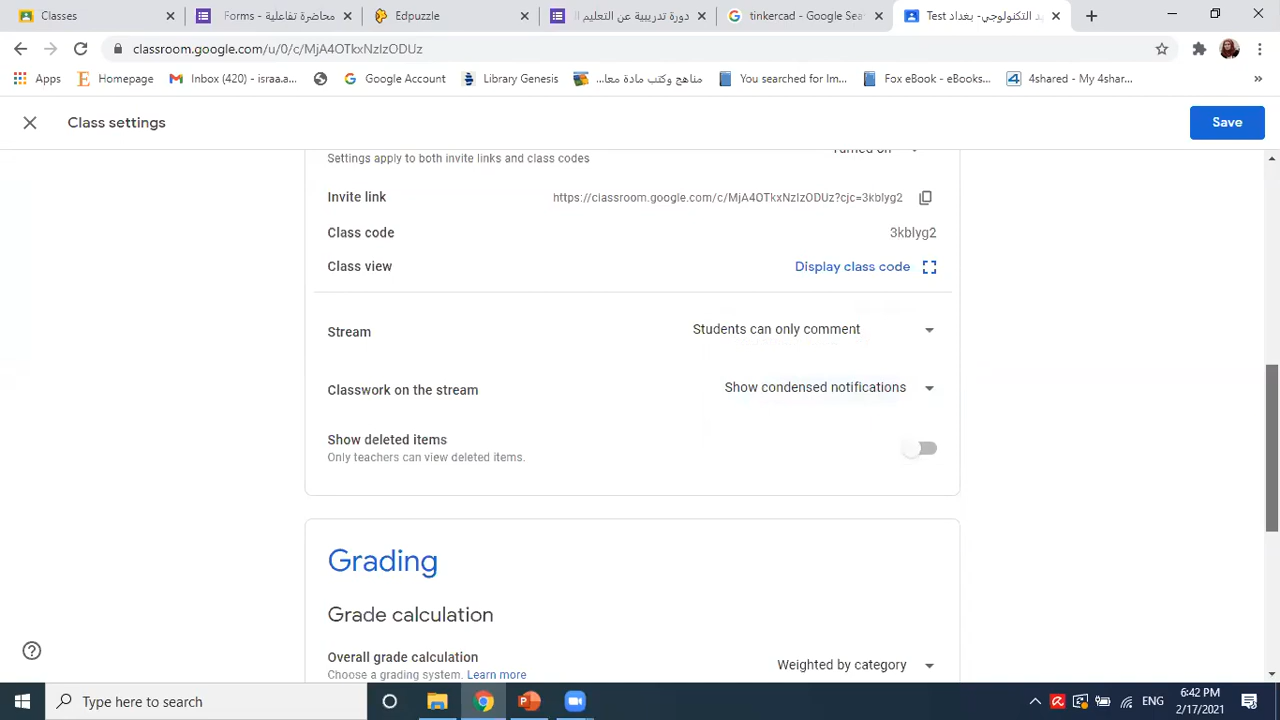 Classes
Forms - محاضرة تفاعلية
Edpuzzle
دورة تدريبية عن التعليم ال
tinkercad - Google Sea
د التكنولوجي- بغداد Test
classroom.google.com/u/0/c/MjA4OTkxNzIzODUz
Apps
Homepage
Inbox (420) - israa.a...
Google Account
Library Genesis
مناهج وكتب مادة معا...
You searched for Im...
Fox eBook - eBooks...
4shared - My 4shar...
»
Class settings
Save
Settings apply to both invite links and class codes
Turned on
Invite link
https://classroom.google.com/c/MjA4OTkxNzIzODUz?cjc=3kblyg2
Class code
3kblyg2
Class view
Display class code
Stream
Students can only comment
Classwork on the stream
Show condensed notifications
Show deleted items
Only teachers can view deleted items.
Grading
Grade calculation
Overall grade calculation
Weighted by category
Choose a grading system. Learn more
Type here to search
ENG
6:42 PM
2/17/2021